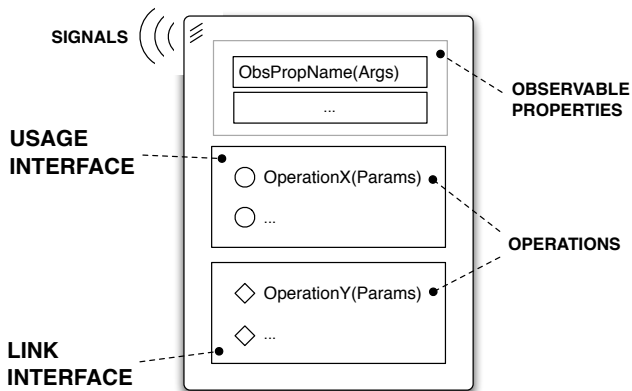 SIGNALS
ObsPropName(Args)
...
OBSERVABLE
PROPERTIES
USAGE
INTERFACE
OperationX(Params)
...
OPERATIONS
OperationY(Params)
...
LINK
INTERFACE